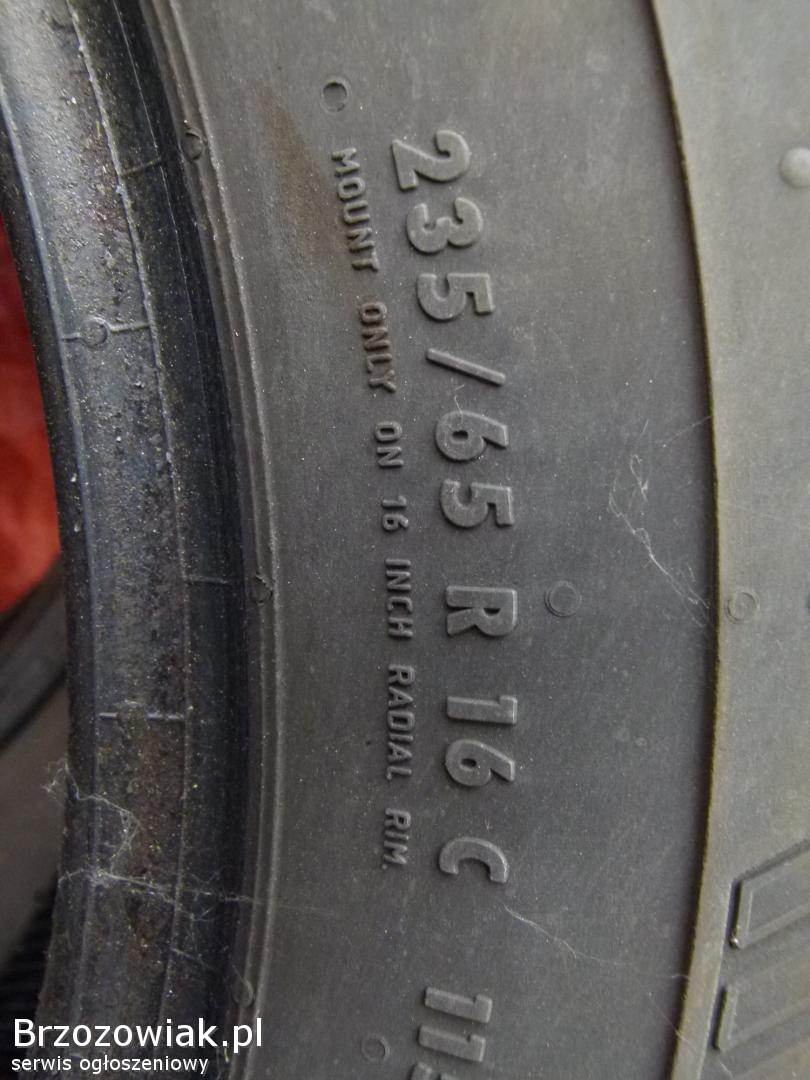 235/65 R 16 C
MOUNT ONLY ON 16 INCH RADIAL RIM.
Brzozowiak.pl
serwis ogłoszeniowy